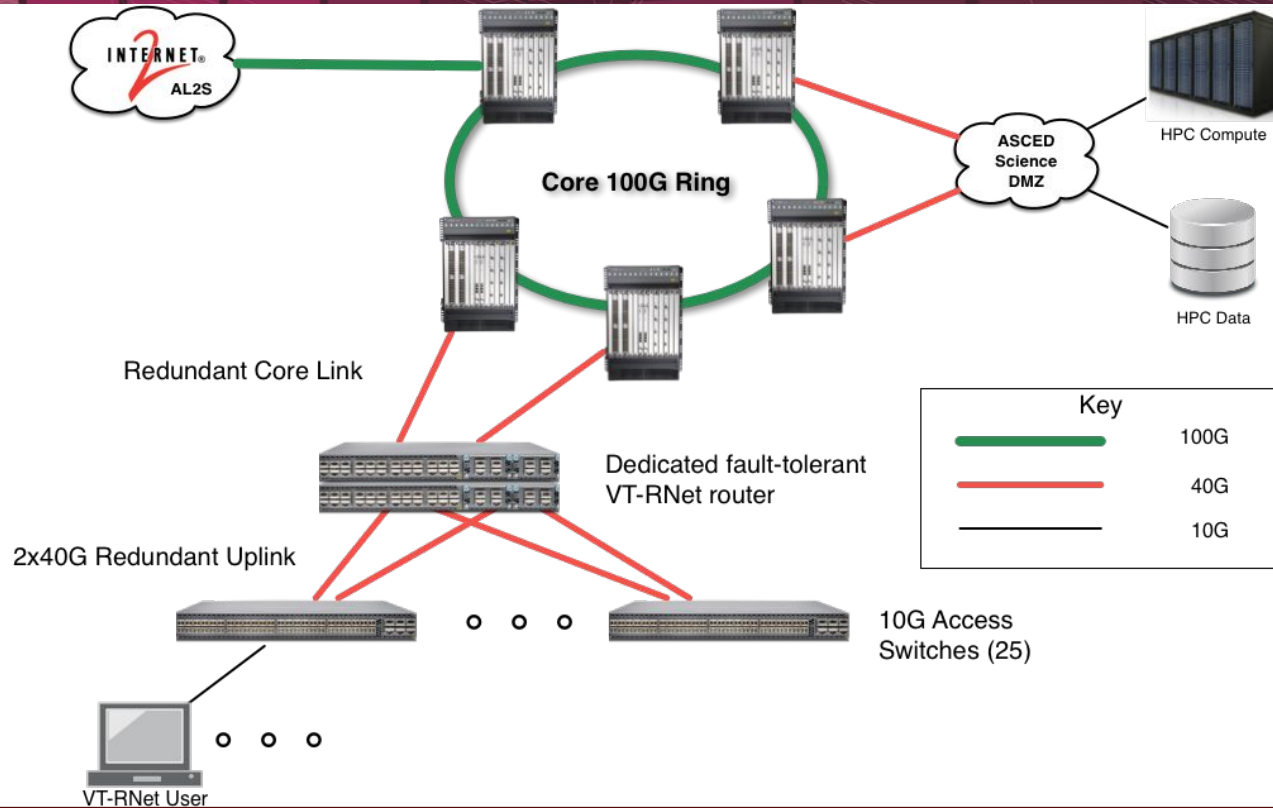 INTERNET®
2
AL2S
Core 100G Ring
ASCED
Science
DMZ
HPC Compute
HPC Data
Redundant Core Link
Dedicated fault-tolerant
VT-RNet router
Key
100G
40G
10G
2x40G Redundant Uplink
10G Access
Switches (25)
VT-RNet User